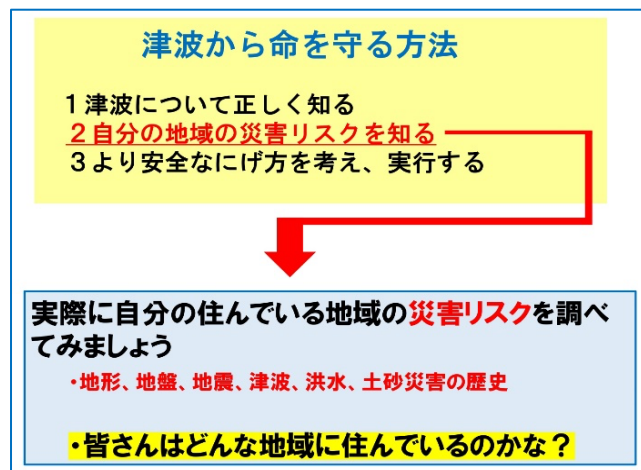 津波から命を守る方法
1津波について正しく知る
2自分の地域の災害リスクを知る
3より安全なにげ方を考え、実行する
実際に自分の住んでいる地域の災害リスクを調べ
てみましょう
・地形、地盤、地震、津波、洪水、土砂災害の歴史
・皆さんはどんな地域に住んでいるのかな？